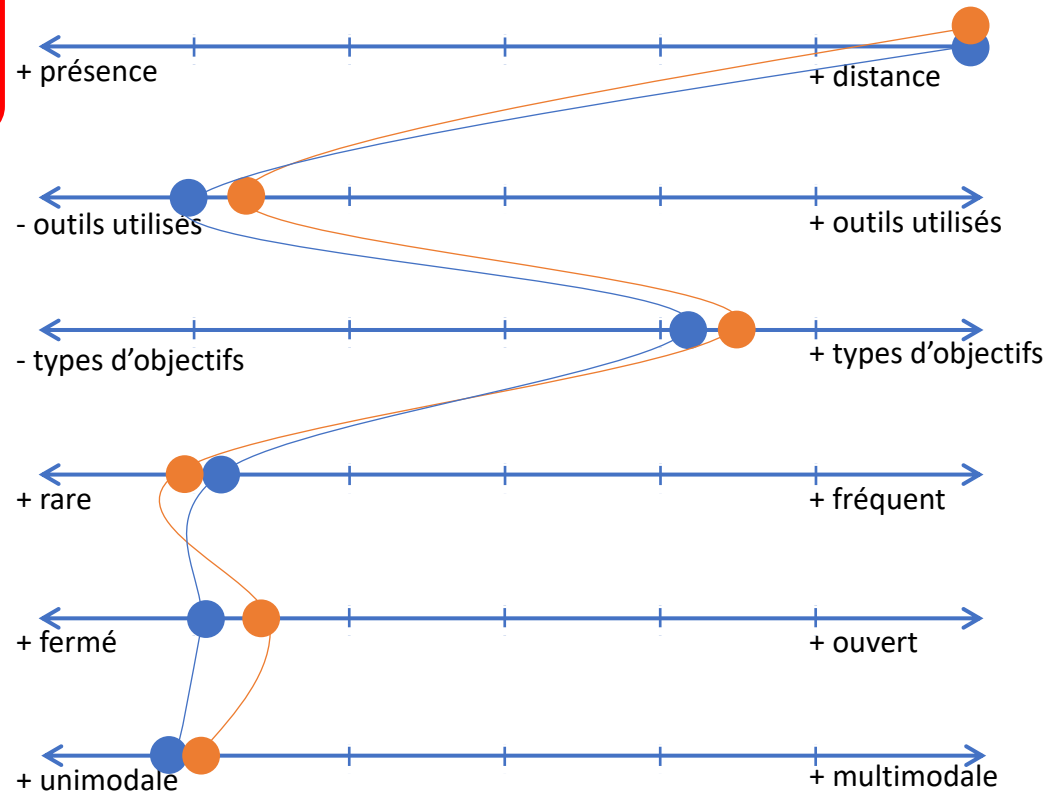 + présence
+ distance
- outils utilisés
+ outils utilisés
- types d’objectifs
+ types d’objectifs
+ rare
+ fréquent
+ fermé
+ ouvert
+ unimodale
+ multimodale